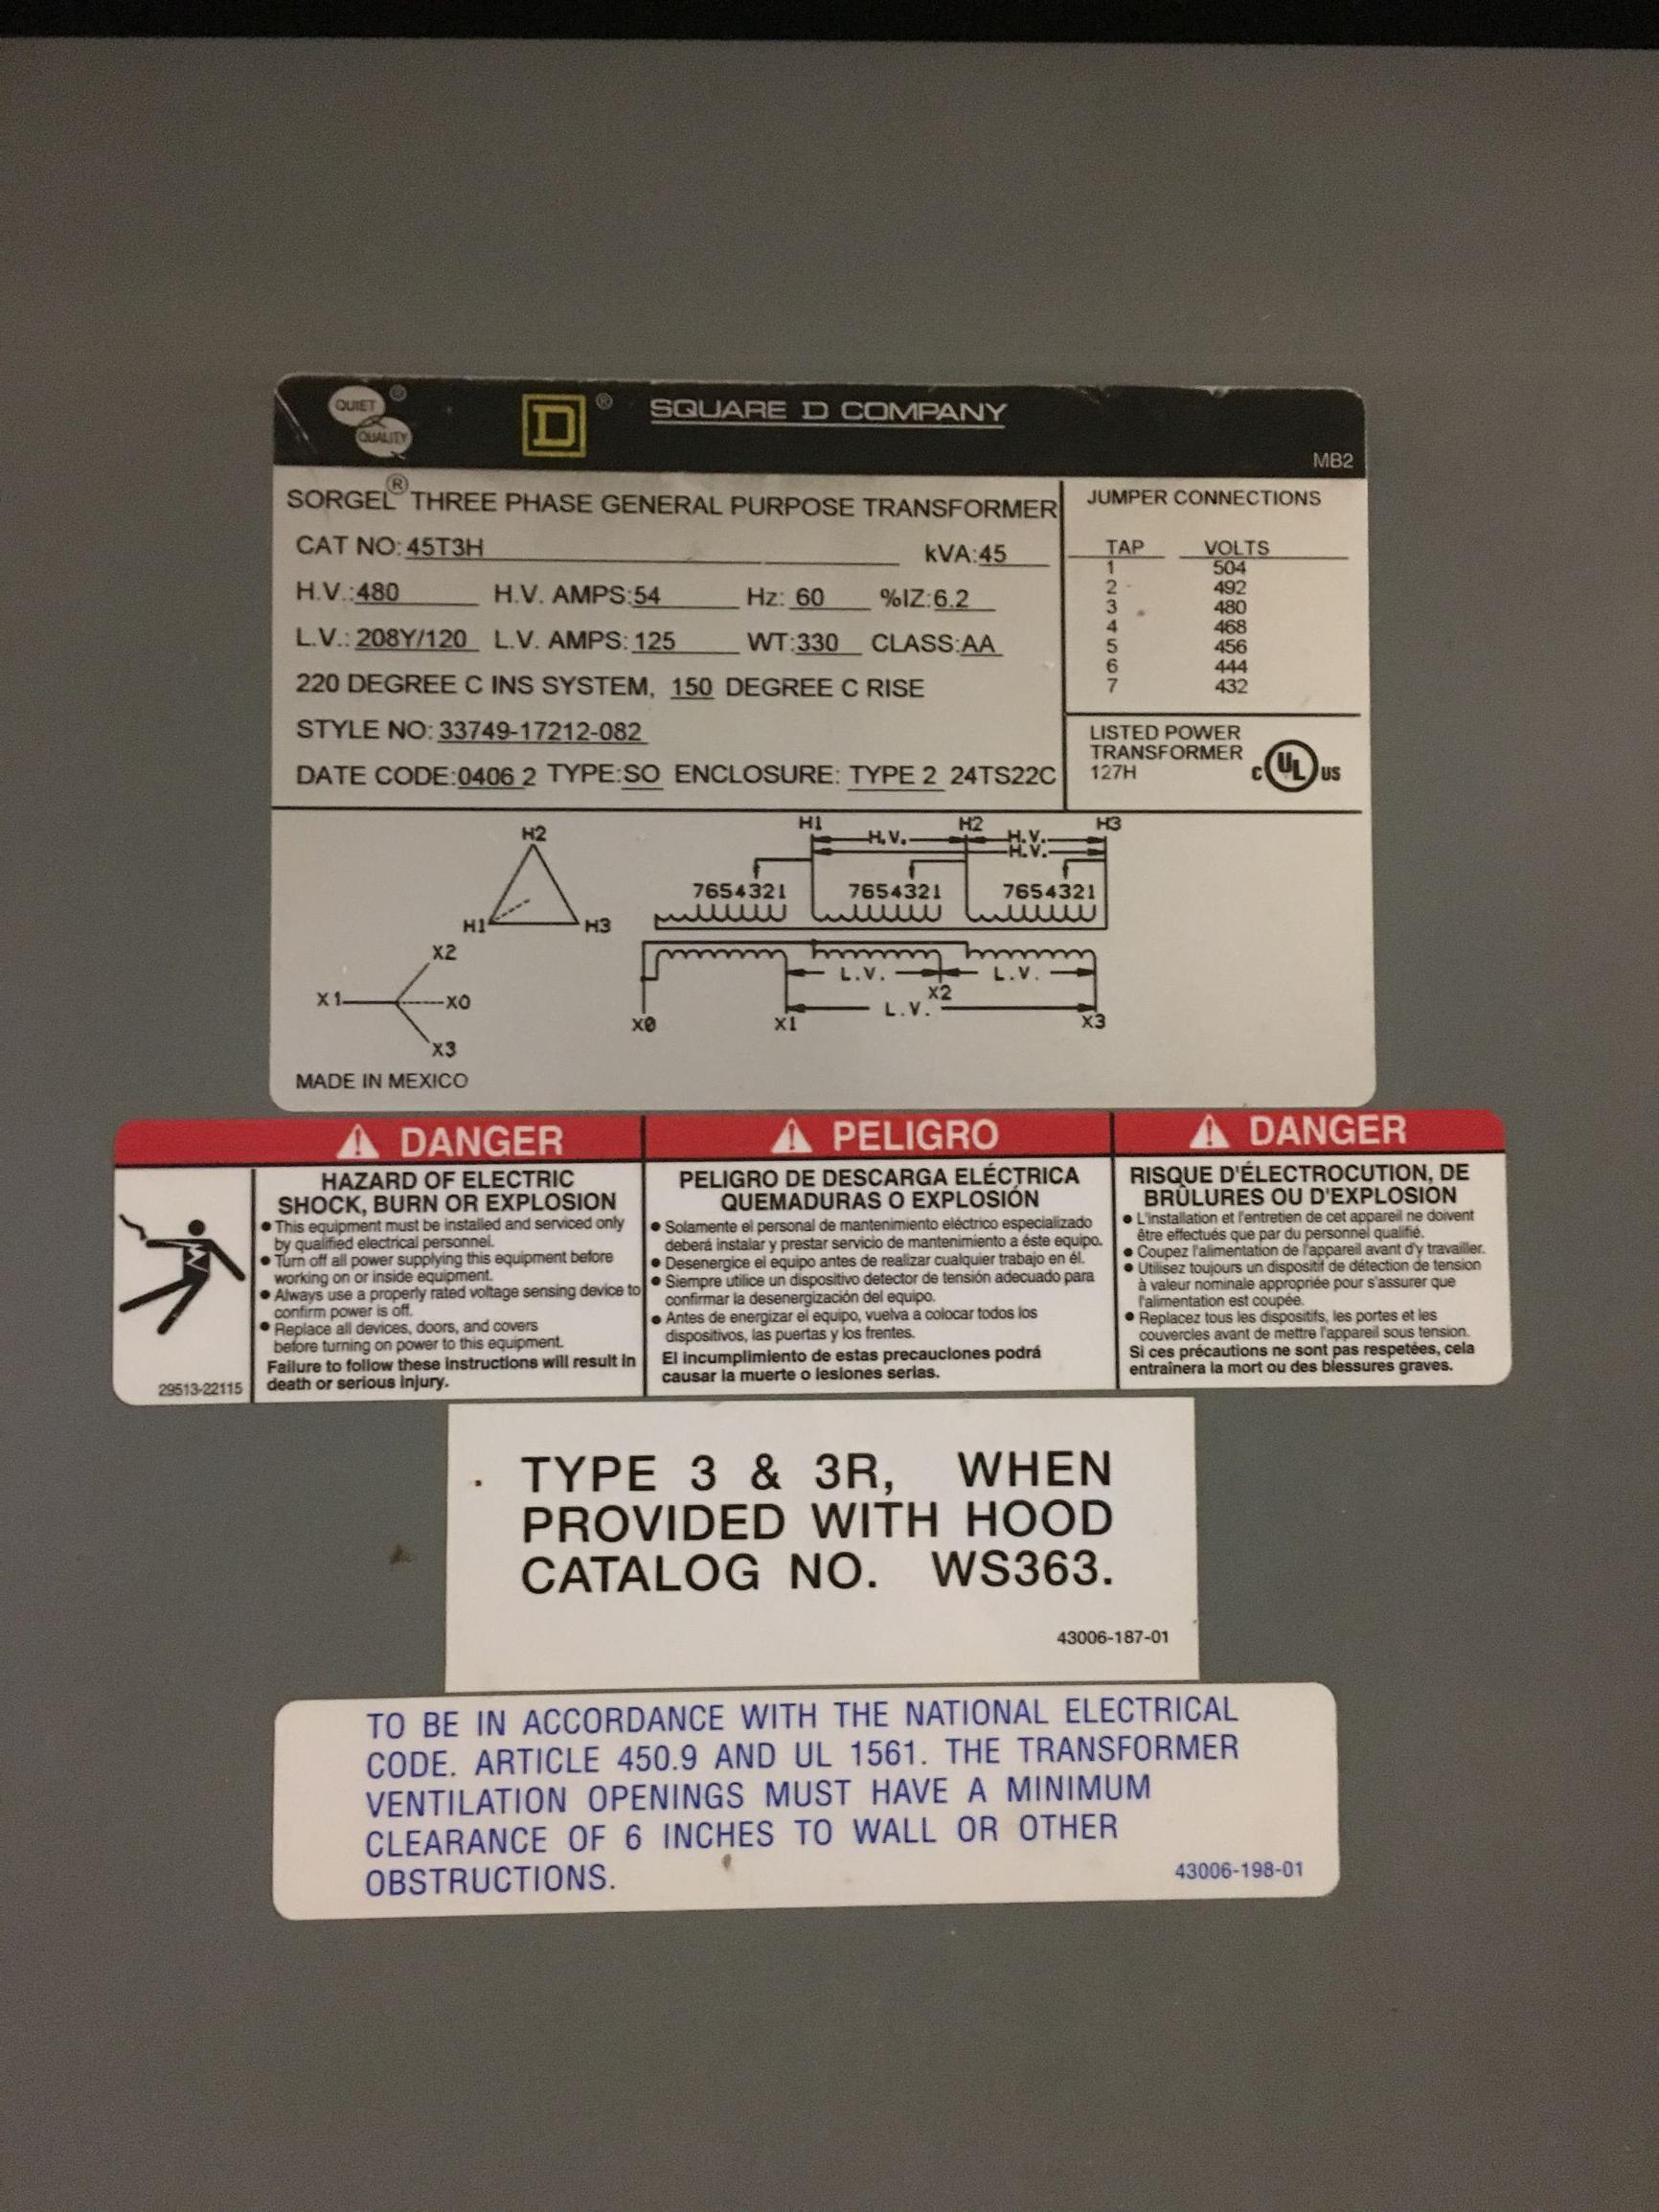 QUIET
&
QUALITY
®
D ®
SQUARE D COMPANY
MB2
SORGEL® THREE PHASE GENERAL PURPOSE TRANSFORMER
CAT NO: 45T3H kVA:45
H.V.:480 H.V. AMPS:54 Hz: 60 %IZ:6.2
L.V.: 208Y/120 L.V. AMPS: 125 WT:330 CLASS:AA
220 DEGREE C INS SYSTEM, 150 DEGREE C RISE
STYLE NO: 33749-17212-082
DATE CODE:0406 2 TYPE:SO ENCLOSURE: TYPE 2 24TS22C
JUMPER CONNECTIONS
TAP VOLTS
1 504
2 492
3 480
4 468
5 456
6 444
7 432
LISTED POWER
TRANSFORMER
127H
C UL US
H2
H1 H3
X2
X1 X0
X3
H1 H2 H3
H.V. H.V.
H.V.
7654321 7654321 7654321
L.V. L.V.
X2
L.V.
X0 X1 X3
MADE IN MEXICO
DANGER
HAZARD OF ELECTRIC
SHOCK, BURN OR EXPLOSION
● This equipment must be installed and serviced only
by qualified electrical personnel.
● Turn off all power supplying this equipment before
working on or inside equipment.
● Always use a properly rated voltage sensing device to
confirm power is off.
● Replace all devices, doors, and covers
before turning on power to this equipment.
Failure to follow these instructions will result in
death or serious injury.
29513-22115
PELIGRO
PELIGRO DE DESCARGA ELÉCTRICA
QUEMADURAS O EXPLOSIÓN
● Solamente el personal de mantenimiento eléctrico especializado
deberá instalar y prestar servicio de mantenimiento a éste equipo.
● Desenergice el equipo antes de realizar cualquier trabajo en él.
● Siempre utilice un dispositivo detector de tensión adecuado para
confirmar la desenergización del equipo.
● Antes de energizar el equipo, vuelva a colocar todos los
dispositivos, las puertas y los frentes.
El incumplimiento de estas precauciones podrá
causar la muerte o lesiones serias.
DANGER
RISQUE D'ÉLECTROCUTION, DE
BRÛLURES OU D'EXPLOSION
● L'installation et l'entretien de cet appareil ne doivent
être effectués que par du personnel qualifié.
● Coupez l'alimentation de l'appareil avant d'y travailler.
● Utilisez toujours un dispositif de détection de tension
à valeur nominale appropriée pour s'assurer que
l'alimentation est coupée.
● Replacez tous les dispositifs, les portes et les
couvercles avant de mettre l'appareil sous tension.
Si ces précautions ne sont pas respetées, cela
entraînera la mort ou des blessures graves.
TYPE 3 & 3R, WHEN
PROVIDED WITH HOOD
CATALOG NO. WS363.
43006-187-01
TO BE IN ACCORDANCE WITH THE NATIONAL ELECTRICAL
CODE. ARTICLE 450.9 AND UL 1561. THE TRANSFORMER
VENTILATION OPENINGS MUST HAVE A MINIMUM
CLEARANCE OF 6 INCHES TO WALL OR OTHER
OBSTRUCTIONS.
43006-198-01